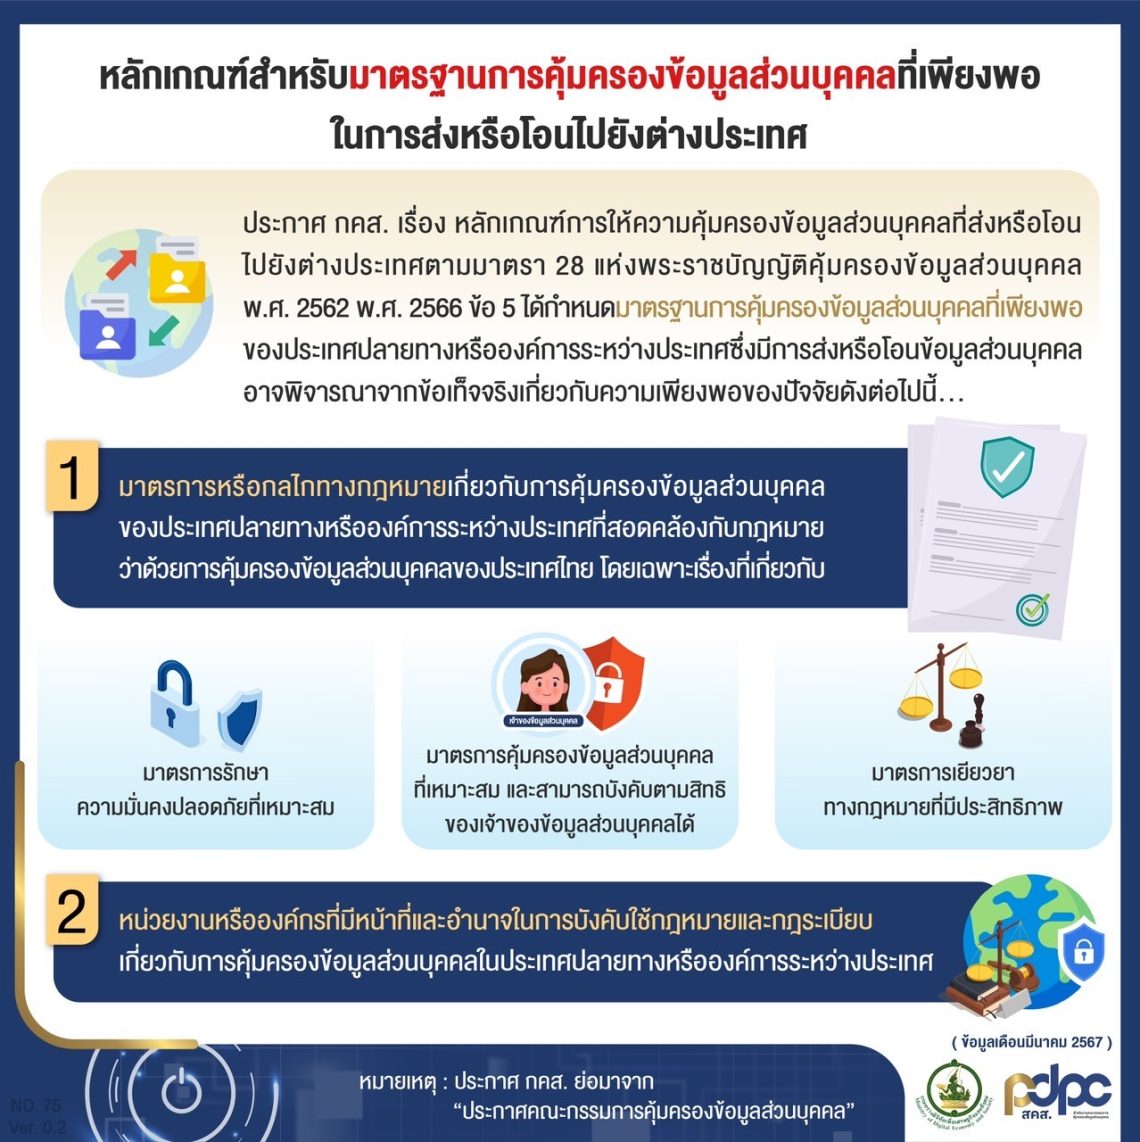 หลักเกณฑ์สำหรับมาตรฐานการคุ้มครองข้อมูลส่วนบุคคลที่เพียงพอ
ในการส่งหรือโอนไปยังต่างประเทศ
ประกาศ กคส. เรื่อง หลักเกณฑ์การให้ความคุ้มครองข้อมูลส่วนบุคคลที่ส่งหรือโอน
ไปยังต่างประเทศตามมาตรา 28 แห่งพระราชบัญญัติคุ้มครองข้อมูลส่วนบุคคล
พ.ศ. 2562 พ.ศ. 2566 ข้อ 5 ได้กำหนดมาตรฐานการคุ้มครองข้อมูลส่วนบุคคลที่เพียงพอ
ของประเทศปลายทางหรือองค์การระหว่างประเทศซึ่งมีการส่งหรือโอนข้อมูลส่วนบุคคล
อาจพิจารณาจากข้อเท็จจริงเกี่ยวกับความเพียงพอของปัจจัยดังต่อไปนี้...
1
มาตรการหรือกลไกทางกฎหมายเกี่ยวกับการคุ้มครองข้อมูลส่วนบุคคล
ของประเทศปลายทางหรือองค์การระหว่างประเทศที่สอดคล้องกับกฎหมาย
ว่าด้วยการคุ้มครองข้อมูลส่วนบุคคลของประเทศไทย โดยเฉพาะเรื่องที่เกี่ยวกับ
มาตรการรักษา
ความมั่นคงปลอดภัยที่เหมาะสม
เจ้าของข้อมูลส่วนบุคคล
มาตรการคุ้มครองข้อมูลส่วนบุคคล
ที่เหมาะสม และสามารถบังคับตามสิทธิ
ของเจ้าของข้อมูลส่วนบุคคลได้
มาตรการเยียวยา
ทางกฎหมายที่มีประสิทธิภาพ
2
หน่วยงานหรือองค์กรที่มีหน้าที่และอำนาจในการบังคับใช้กฎหมายและกฎระเบียบ
เกี่ยวกับการคุ้มครองข้อมูลส่วนบุคคลในประเทศปลายทางหรือองค์การระหว่างประเทศ
( ข้อมูลเดือนมีนาคม 2567 )
หมายเหตุ : ประกาศ กคส. ย่อมาจาก
“ประกาศคณะกรรมการคุ้มครองข้อมูลส่วนบุคคล”
NO. 75
Ver. 0.2
กระทรวงดิจิทัลเพื่อเศรษฐกิจและสังคม
Ministry of Digital Economy and Society
pdpc
สคส.